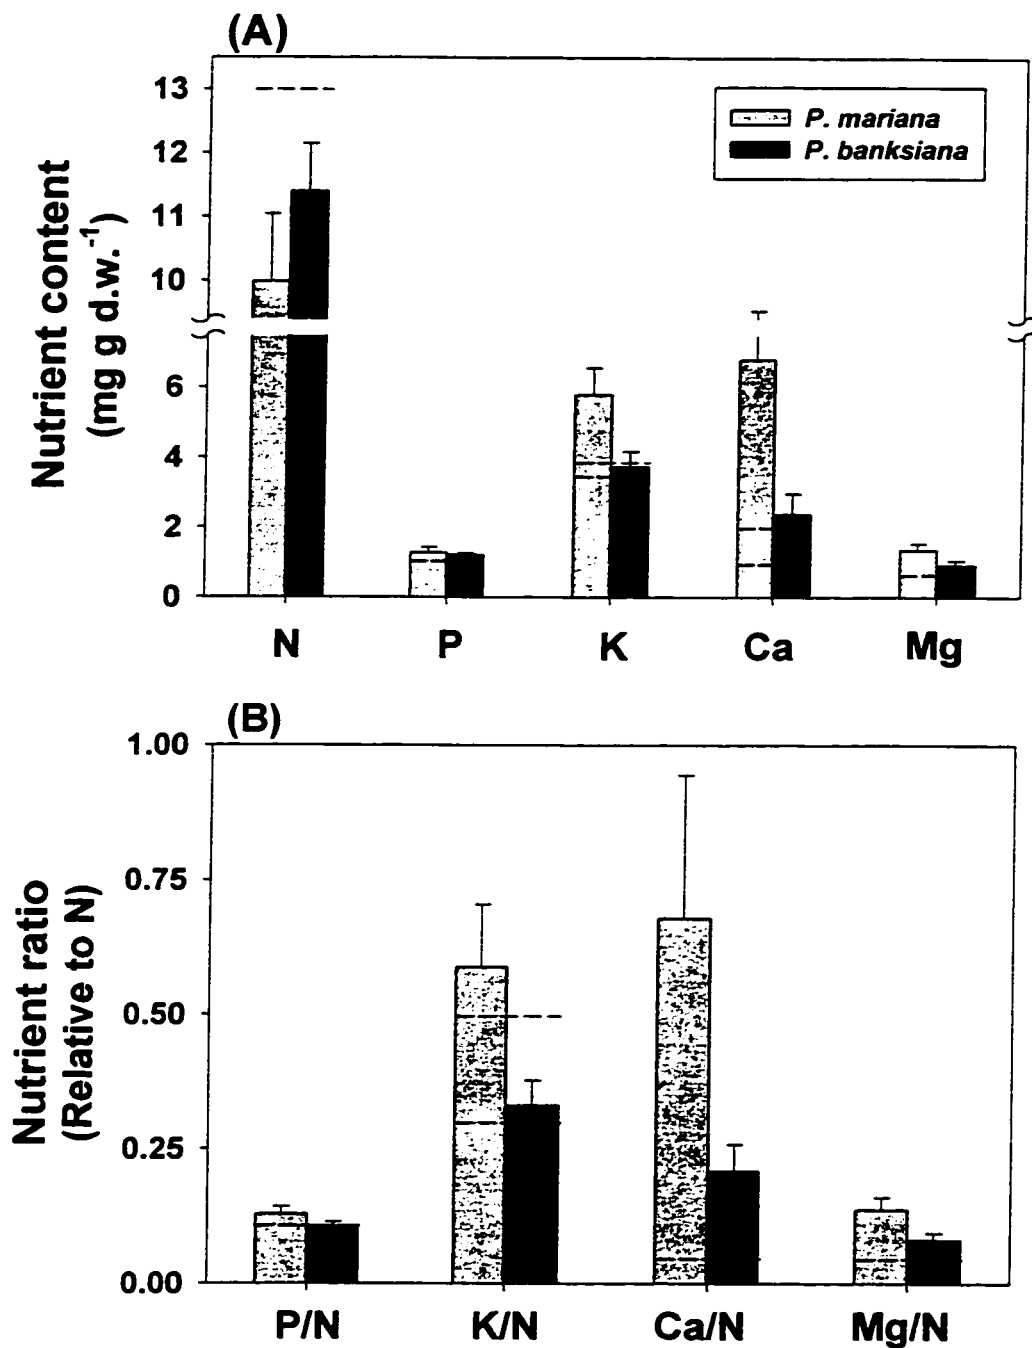 (A)
Nutrient content
(mg g d.w.⁻¹)
13
12
11
10
6
4
2
0
P. mariana
P. banksiana
N P K Ca Mg
(B)
Nutrient ratio
(Relative to N)
1.00
0.75
0.50
0.25
0.00
P/N K/N Ca/N Mg/N